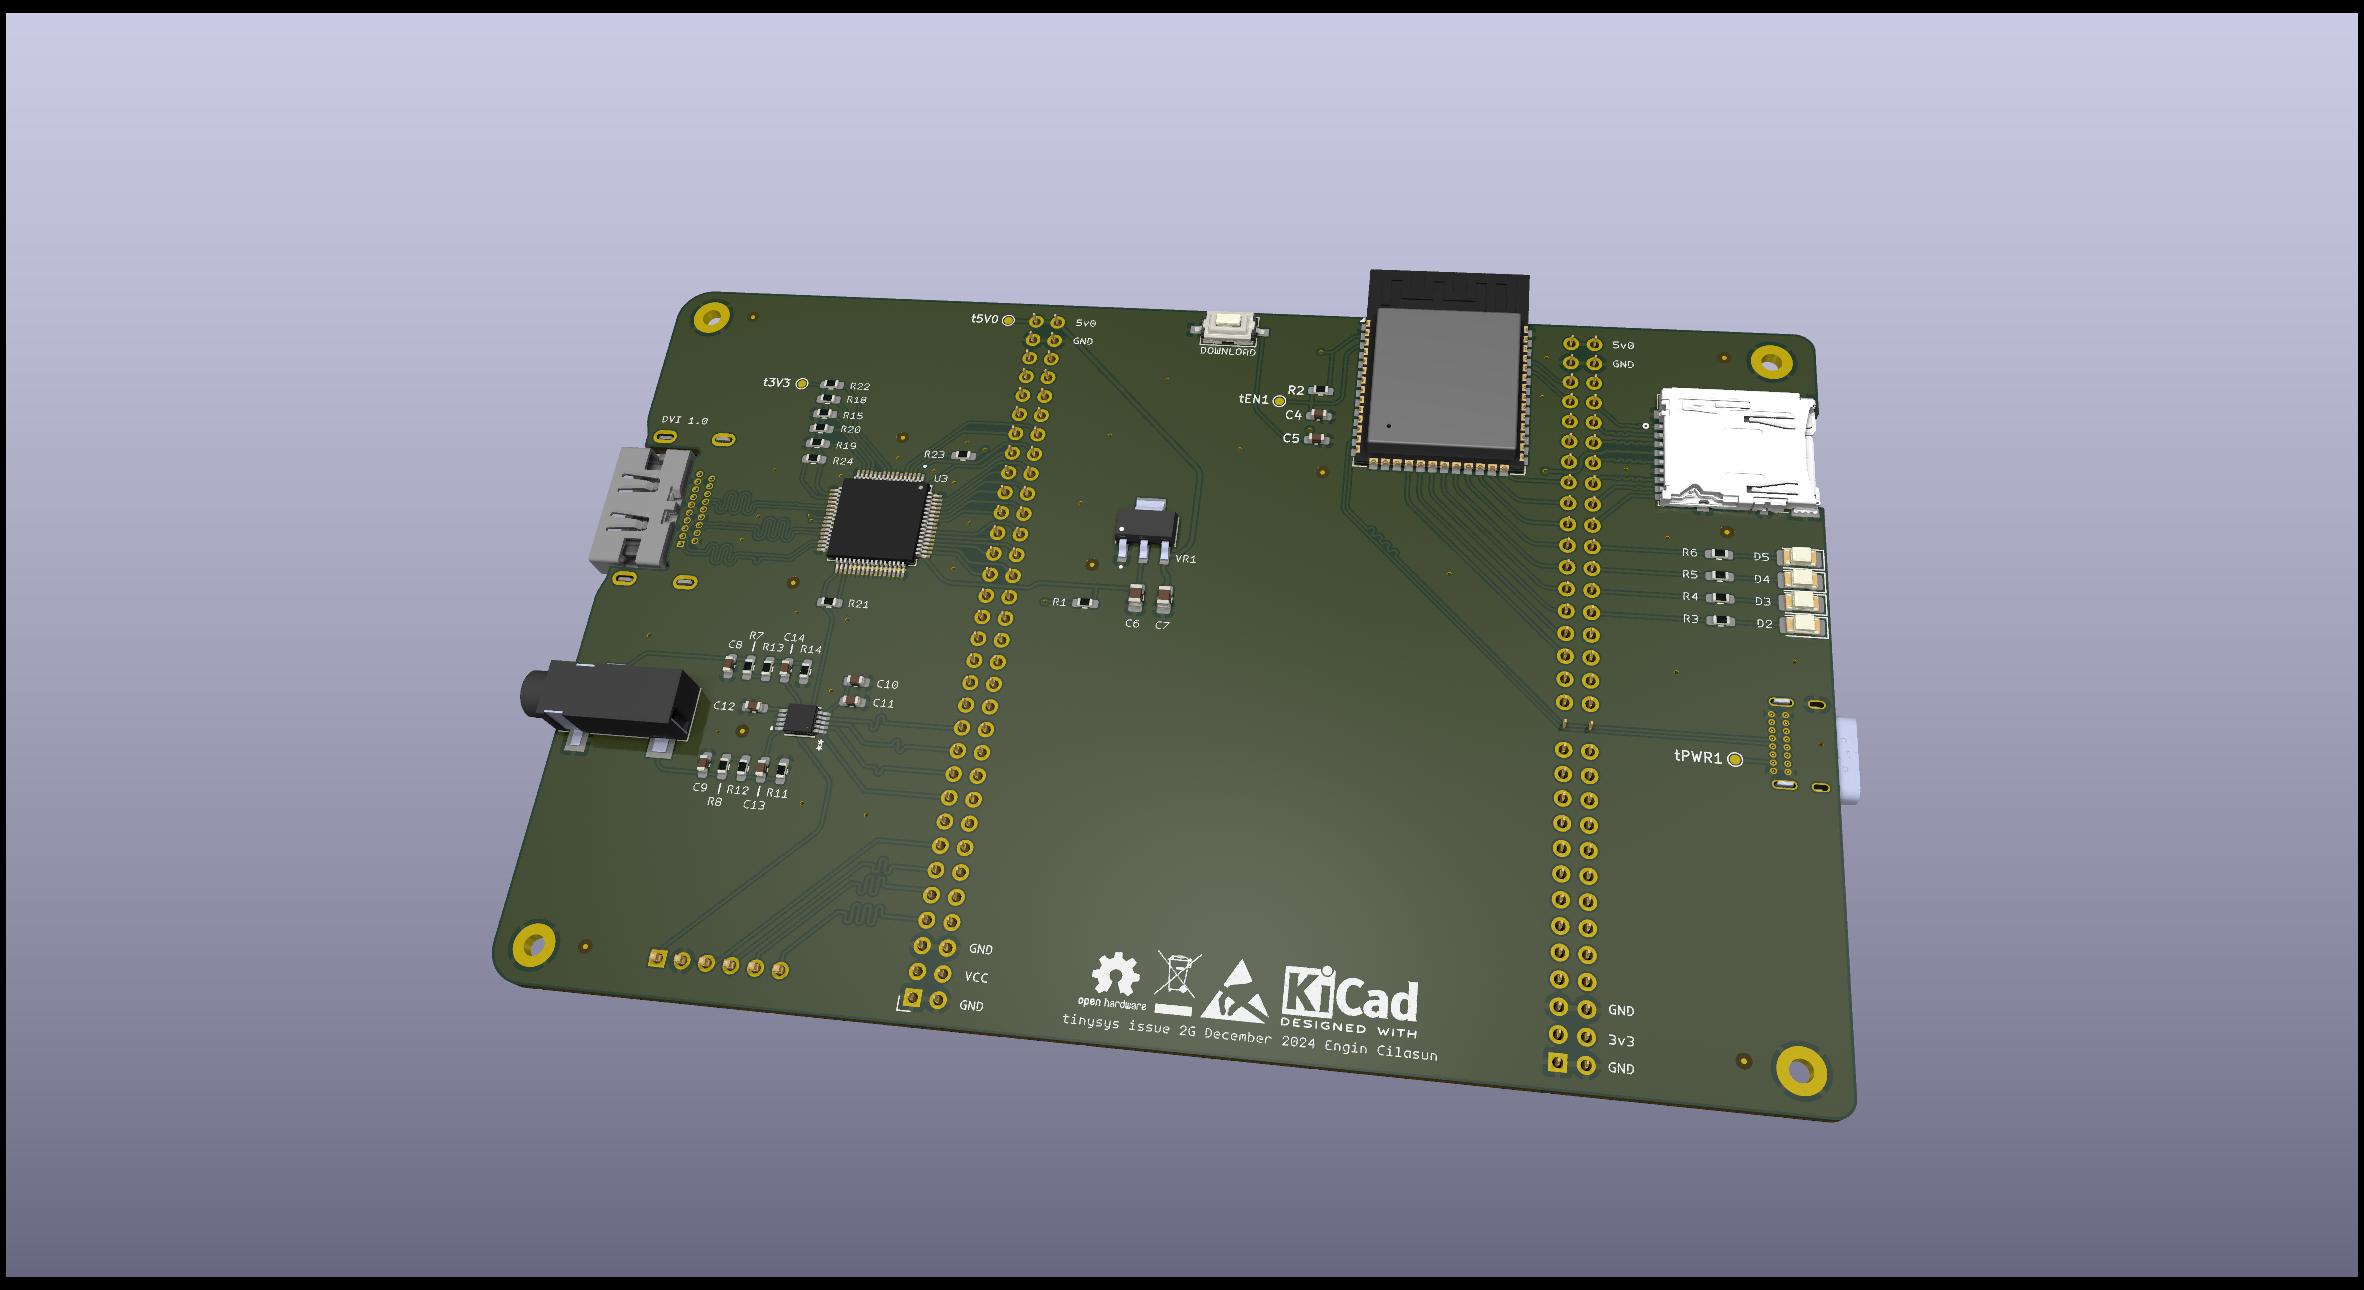 t5V0
5v0
GND
DOWNLOAD
5v0
GND
t3V3
R22
R18
R15
R20
R19
R24
DVI 1.0
R23
U3
R2
tEN1
C4
C5
VR1
R1
C6
C7
R21
R6
D5
R5
D4
R4
D3
R3
D2
R7
C14
C8
R13
R14
C10
C11
C12
**
C9
R12
R11
R8
C13
tPWR1
GND
VCC
GND
open hardware
KiCad
DESIGNED WITH
tinysys issue 2G December 2024 Engin Cilasun
GND
3v3
GND